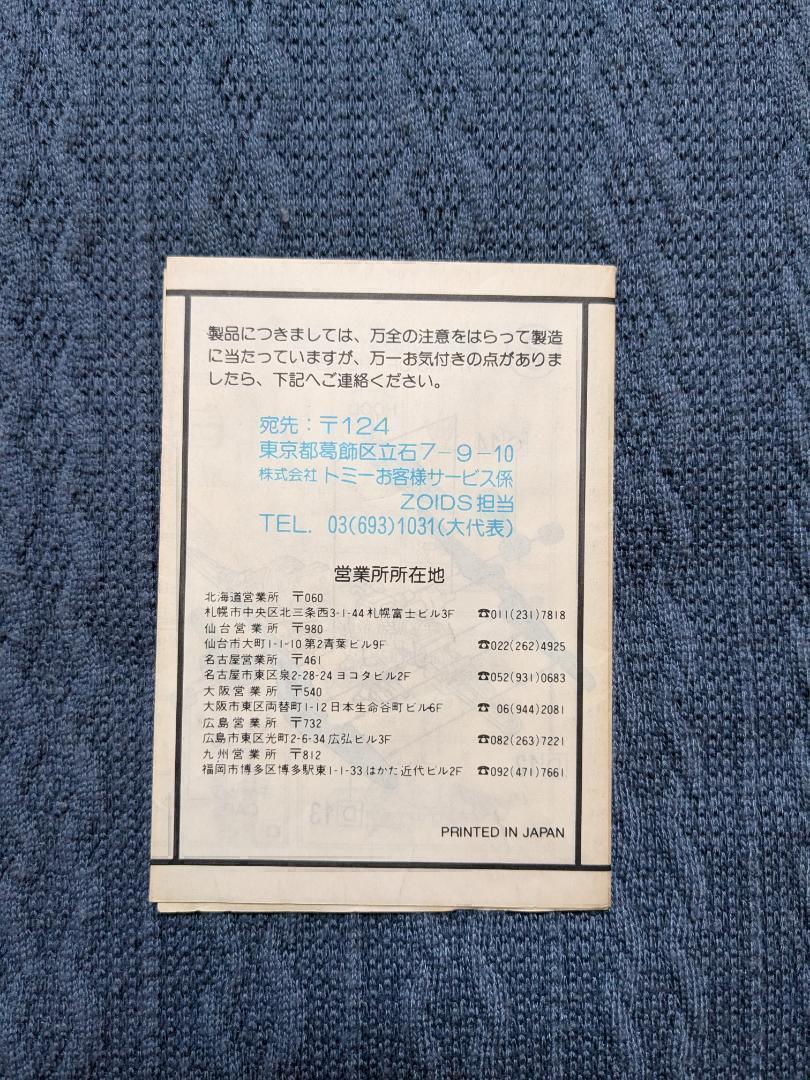 製品につきましては、万全の注意をはらって製造
に当たっていますが、万一お気付きの点がありま
したら、下記へご連絡ください。
宛先：〒124
東京都葛飾区立石7-9-10
株式会社 トミーお客様サービス係
ZOIDS担当
TEL. 03(693)1031(大代表)
営業所所在地
北海道営業所 〒060
札幌市中央区北三条西3-1-44 札幌富士ビル3F ☎011(231)7818
仙台営業所 〒980
仙台市大町1-1-10 第2青葉ビル9F ☎022(262)4925
名古屋営業所 〒461
名古屋市東区泉2-28-24 ヨコタビル2F ☎052(931)0683
大阪営業所 〒540
大阪市東区両替町1-12 日本生命谷町ビル6F ☎ 06(944)2081
広島営業所 〒732
広島市東区光町2-6-34 広弘ビル3F ☎082(263)7221
九州営業所 〒812
福岡市博多区博多駅東1-1-33 はかた近代ビル2F ☎092(471)7661
PRINTED IN JAPAN